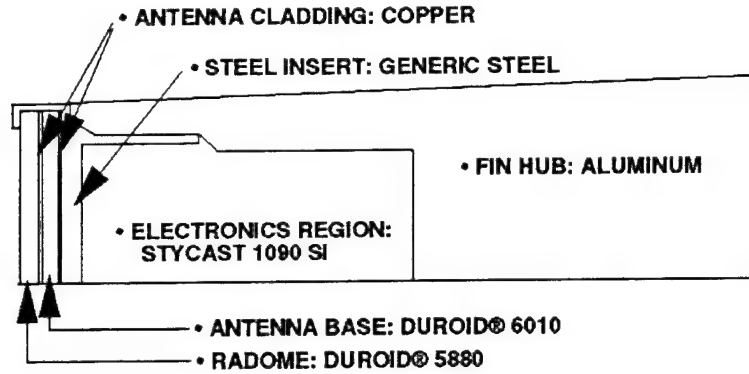 • ANTENNA CLADDING: COPPER
• STEEL INSERT: GENERIC STEEL
• FIN HUB: ALUMINUM
• ELECTRONICS REGION:
STYCAST 1090 SI
• ANTENNA BASE: DUROID® 6010
• RADOME: DUROID® 5880